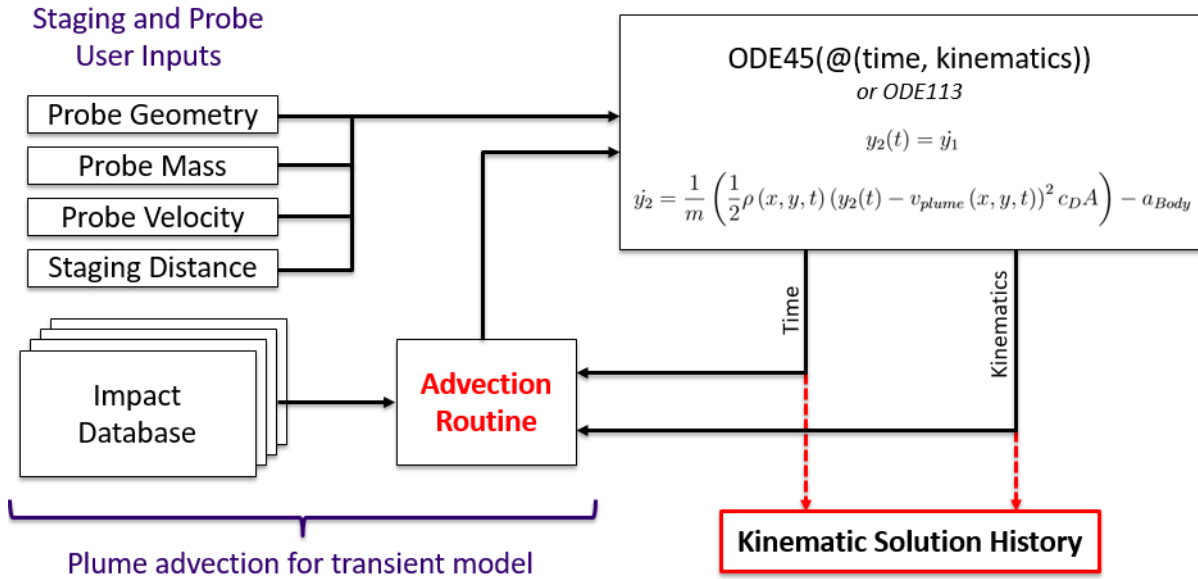 Staging and Probe
User Inputs
Probe Geometry
Probe Mass
Probe Velocity
Staging Distance
ODE45(@(time, kinematics))
or ODE113
y₂(t) = ẏ₁
ẏ₂ = 1/m (1/2 ρ (x, y, t) (y₂(t) − v_plume (x, y, t))² c_D A) − a_Body
Time
Kinematics
Impact
Database
Advection
Routine
Kinematic Solution History
Plume advection for transient model